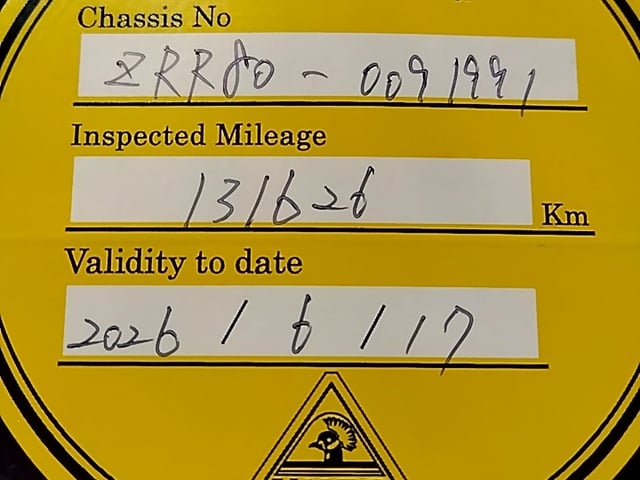 Chassis No
ZRR80 - 0091991
Inspected Mileage
131626
Km
Validity to date
2026 / 6 / 17